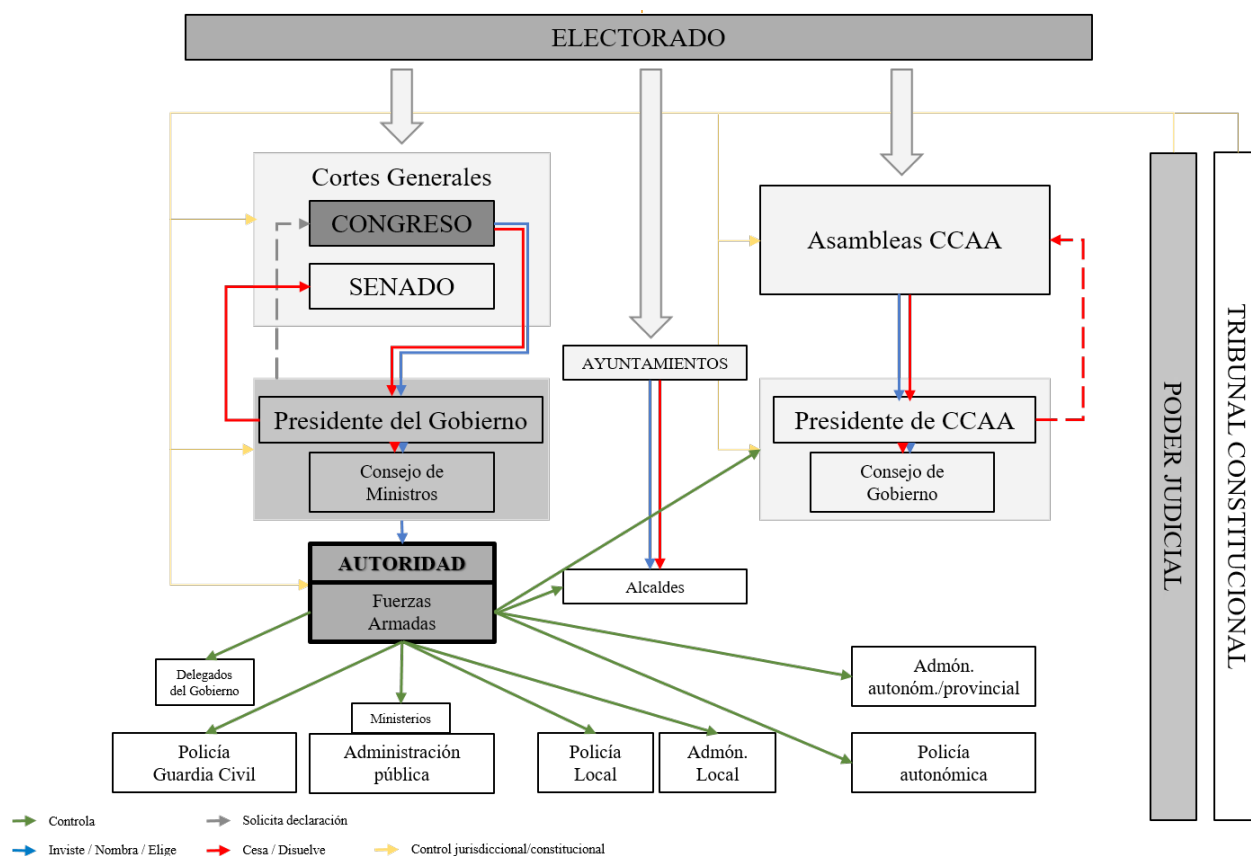 ELECTORADO
Cortes Generales
CONGRESO
SENADO
Asambleas CCAA
AYUNTAMIENTOS
Presidente del Gobierno
Consejo de
Ministros
Presidente de CCAA
Consejo de
Gobierno
AUTORIDAD
Fuerzas
Armadas
Alcaldes
Delegados
del Gobierno
Admón.
autonóm./provincial
Ministerios
Policía
Guardia Civil
Administración
pública
Policía
Local
Admón.
Local
Policía
autonómica
PODER JUDICIAL
TRIBUNAL CONSTITUCIONAL
Controla
Solicita declaración
Inviste / Nombra / Elige
Cesa / Disuelve
Control jurisdiccional/constitucional